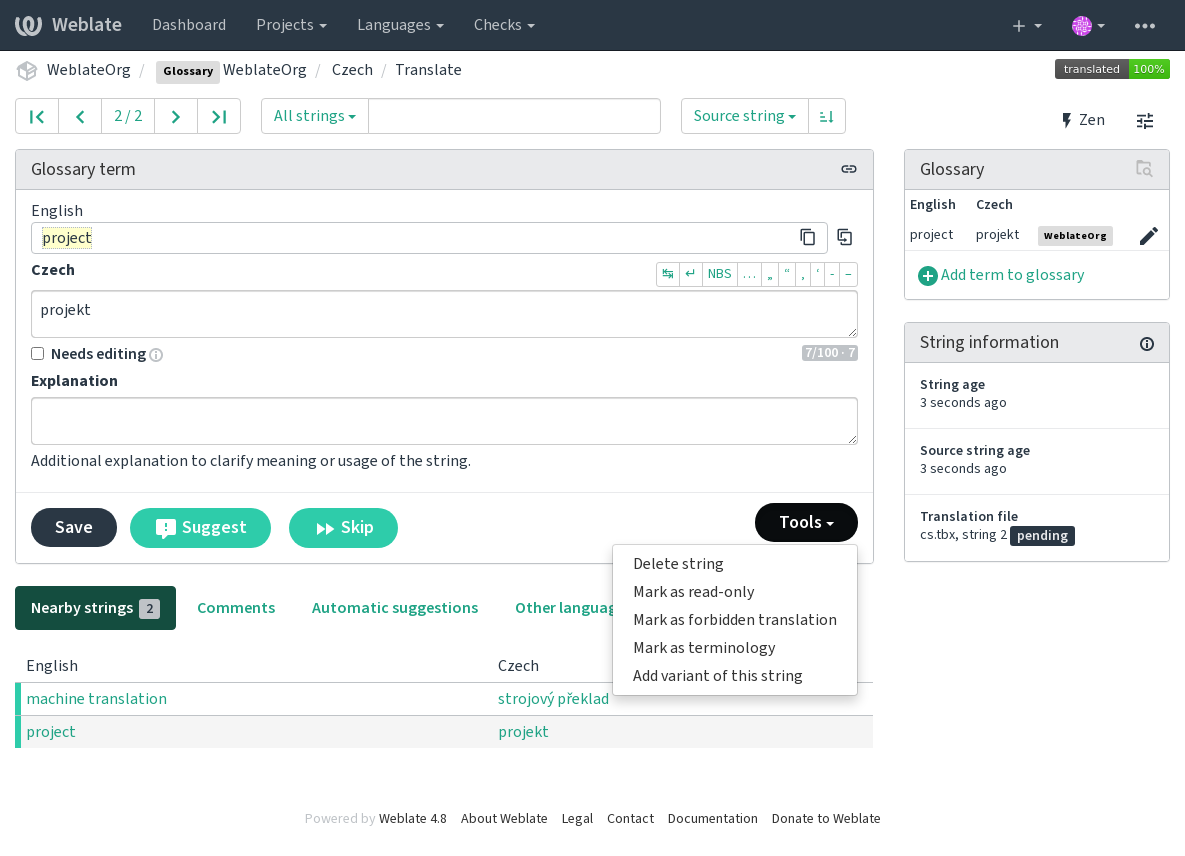 Weblate Dashboard Projects Languages Checks
WeblateOrg / Glossary WeblateOrg / Czech / Translate
translated 100%
2 / 2 All strings Source string Zen
Glossary term
English
project
Czech
↹ ↵ NBS … „ “ ‚ ‘ - –
projekt
Needs editing
7/100 · 7
Explanation
Additional explanation to clarify meaning or usage of the string.
Save Suggest Skip Tools
Delete string
Mark as read-only
Mark as forbidden translation
Mark as terminology
Add variant of this string
Nearby strings 2 Comments Automatic suggestions Other languag
English Czech
machine translation strojový překlad
project projekt
Glossary
English Czech
project projekt WeblateOrg
Add term to glossary
String information
String age
3 seconds ago
Source string age
3 seconds ago
Translation file
cs.tbx, string 2 pending
Powered by Weblate 4.8 About Weblate Legal Contact Documentation Donate to Weblate